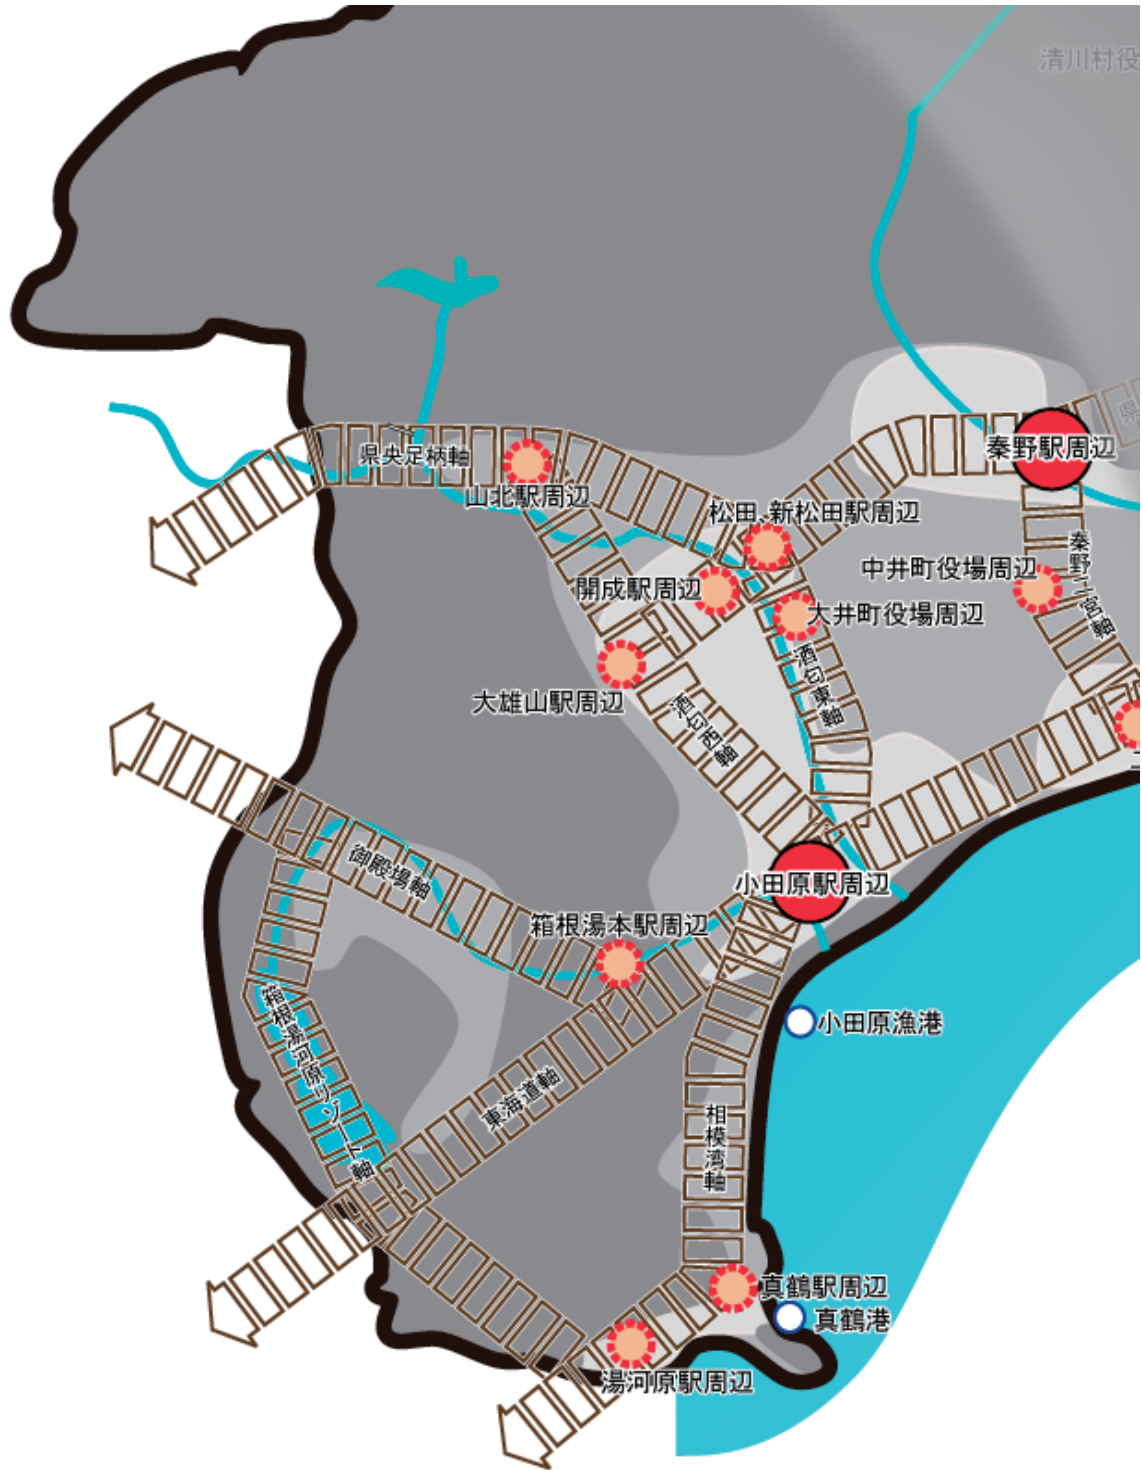 清川村役
県
秦野駅周辺
県央足柄軸
山北駅周辺
松田、新松田駅周辺
秦野二宮軸
中井町役場周辺
開成駅周辺
大井町役場周辺
酒匂東軸
大雄山駅周辺
酒匂西軸
御殿場軸
小田原駅周辺
箱根湯本駅周辺
箱根湯河原リゾート軸
小田原漁港
東海道軸
相模湾軸
真鶴駅周辺
真鶴港
湯河原駅周辺